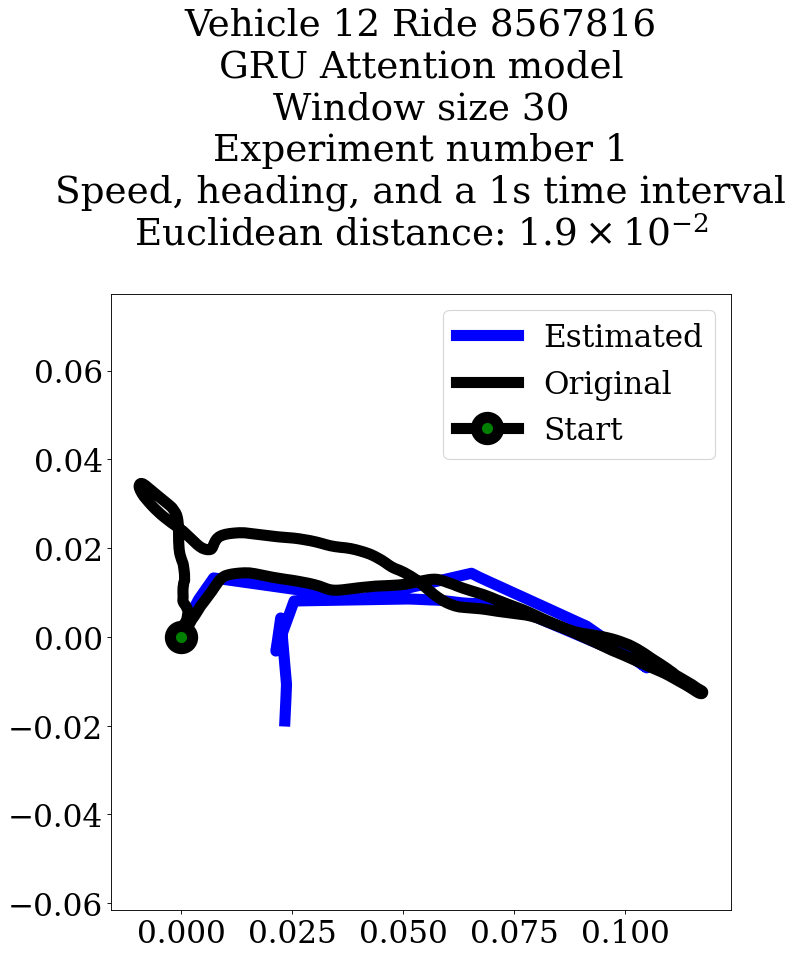 Vehicle 12 Ride 8567816
GRU Attention model
Window size 30
Experiment number 1
Speed, heading, and a 1s time interval
Euclidean distance: $1.9 \times 10^{-2}$
Estimated
Original
Start
0.06
0.04
0.02
0.00
−0.02
−0.04
−0.06
0.000 0.025 0.050 0.075 0.100